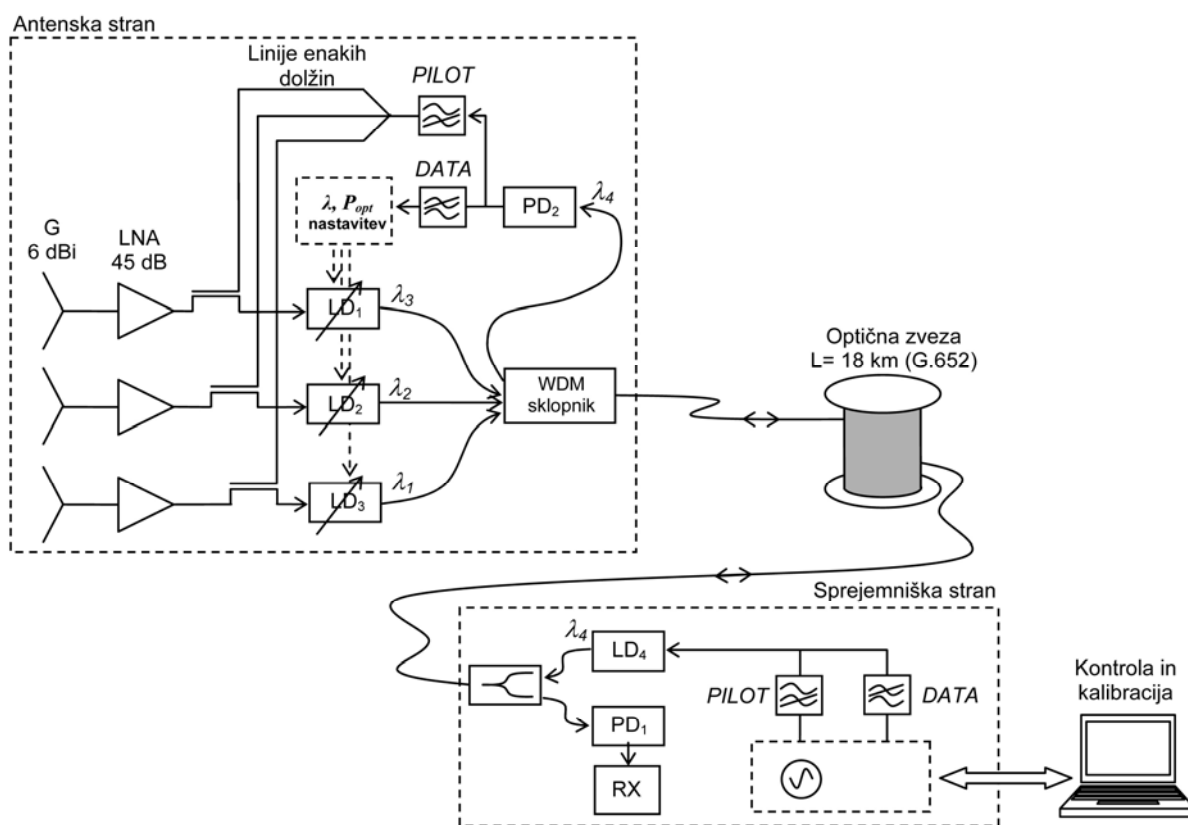 Antenska stran
Linije enakih
dolžin
PILOT
DATA
λ, Popt
nastavitev
PD2
λ4
G
6 dBi
LNA
45 dB
LD1
λ3
LD2
λ2
LD3
λ1
WDM
sklopnik
Optična zveza
L= 18 km (G.652)
Sprejemniška stran
λ4
LD4
PILOT
DATA
PD1
RX
Kontrola in
kalibracija